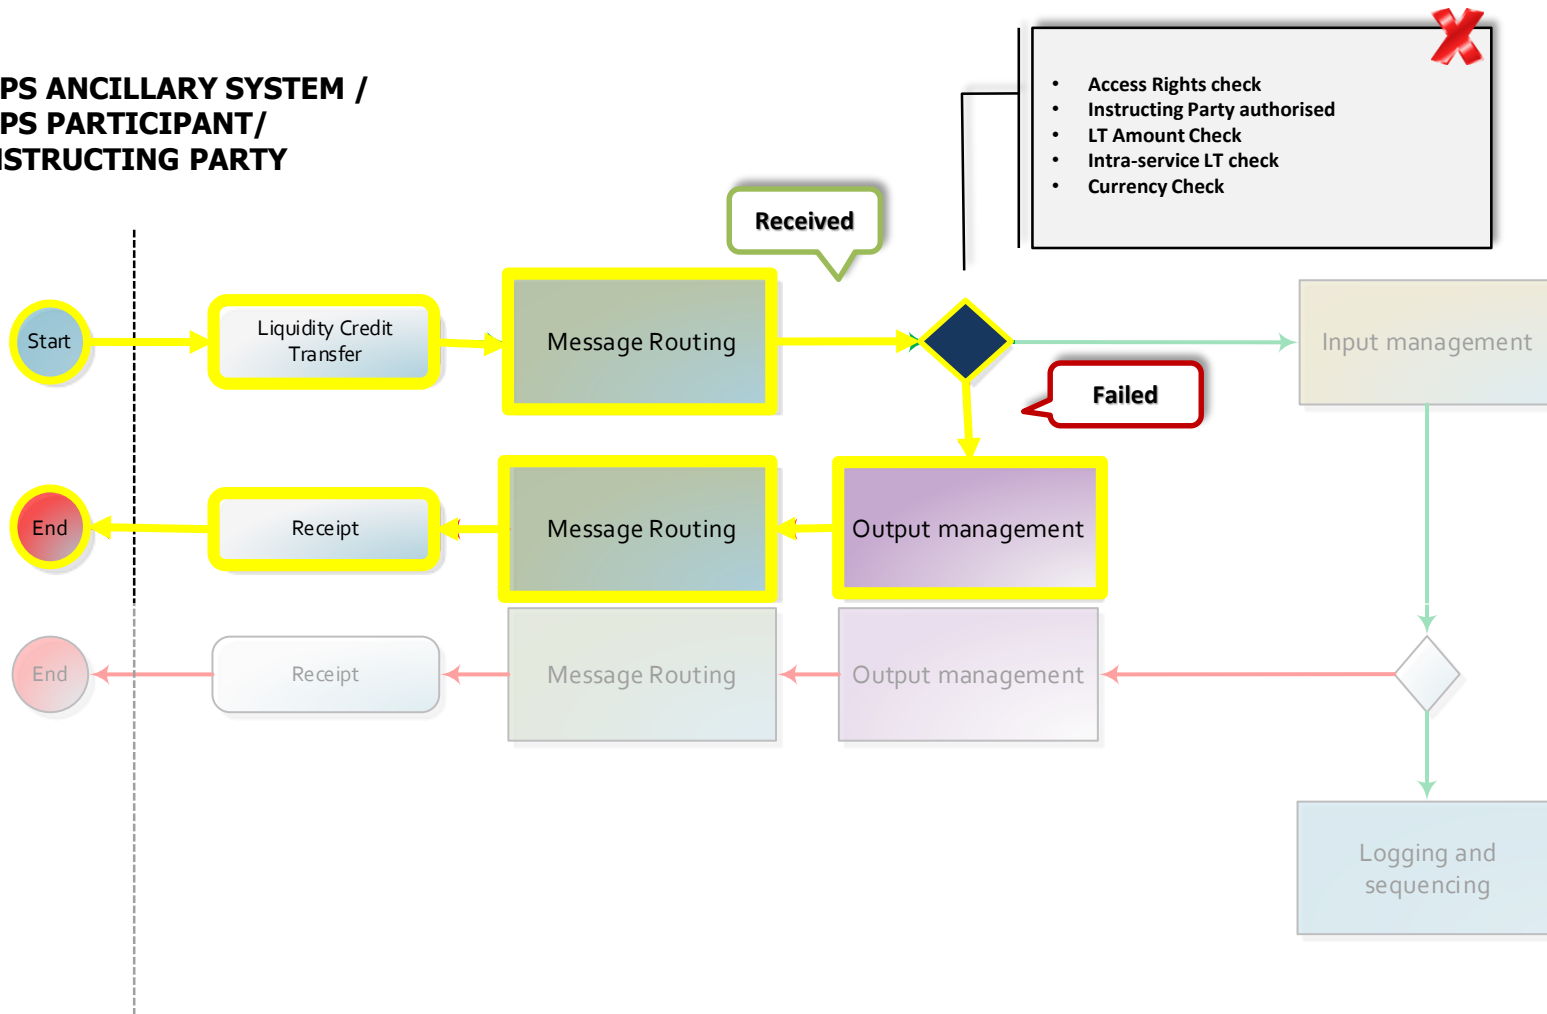 PS ANCILLARY SYSTEM /
PS PARTICIPANT/
NSTRUCTING PARTY
• Access Rights check
• Instructing Party authorised
• LT Amount Check
• Intra-service LT check
• Currency Check
Received
Start
Liquidity Credit
Transfer
Message Routing
Input management
Failed
End
Receipt
Message Routing
Output management
End
Receipt
Message Routing
Output management
Logging and
sequencing